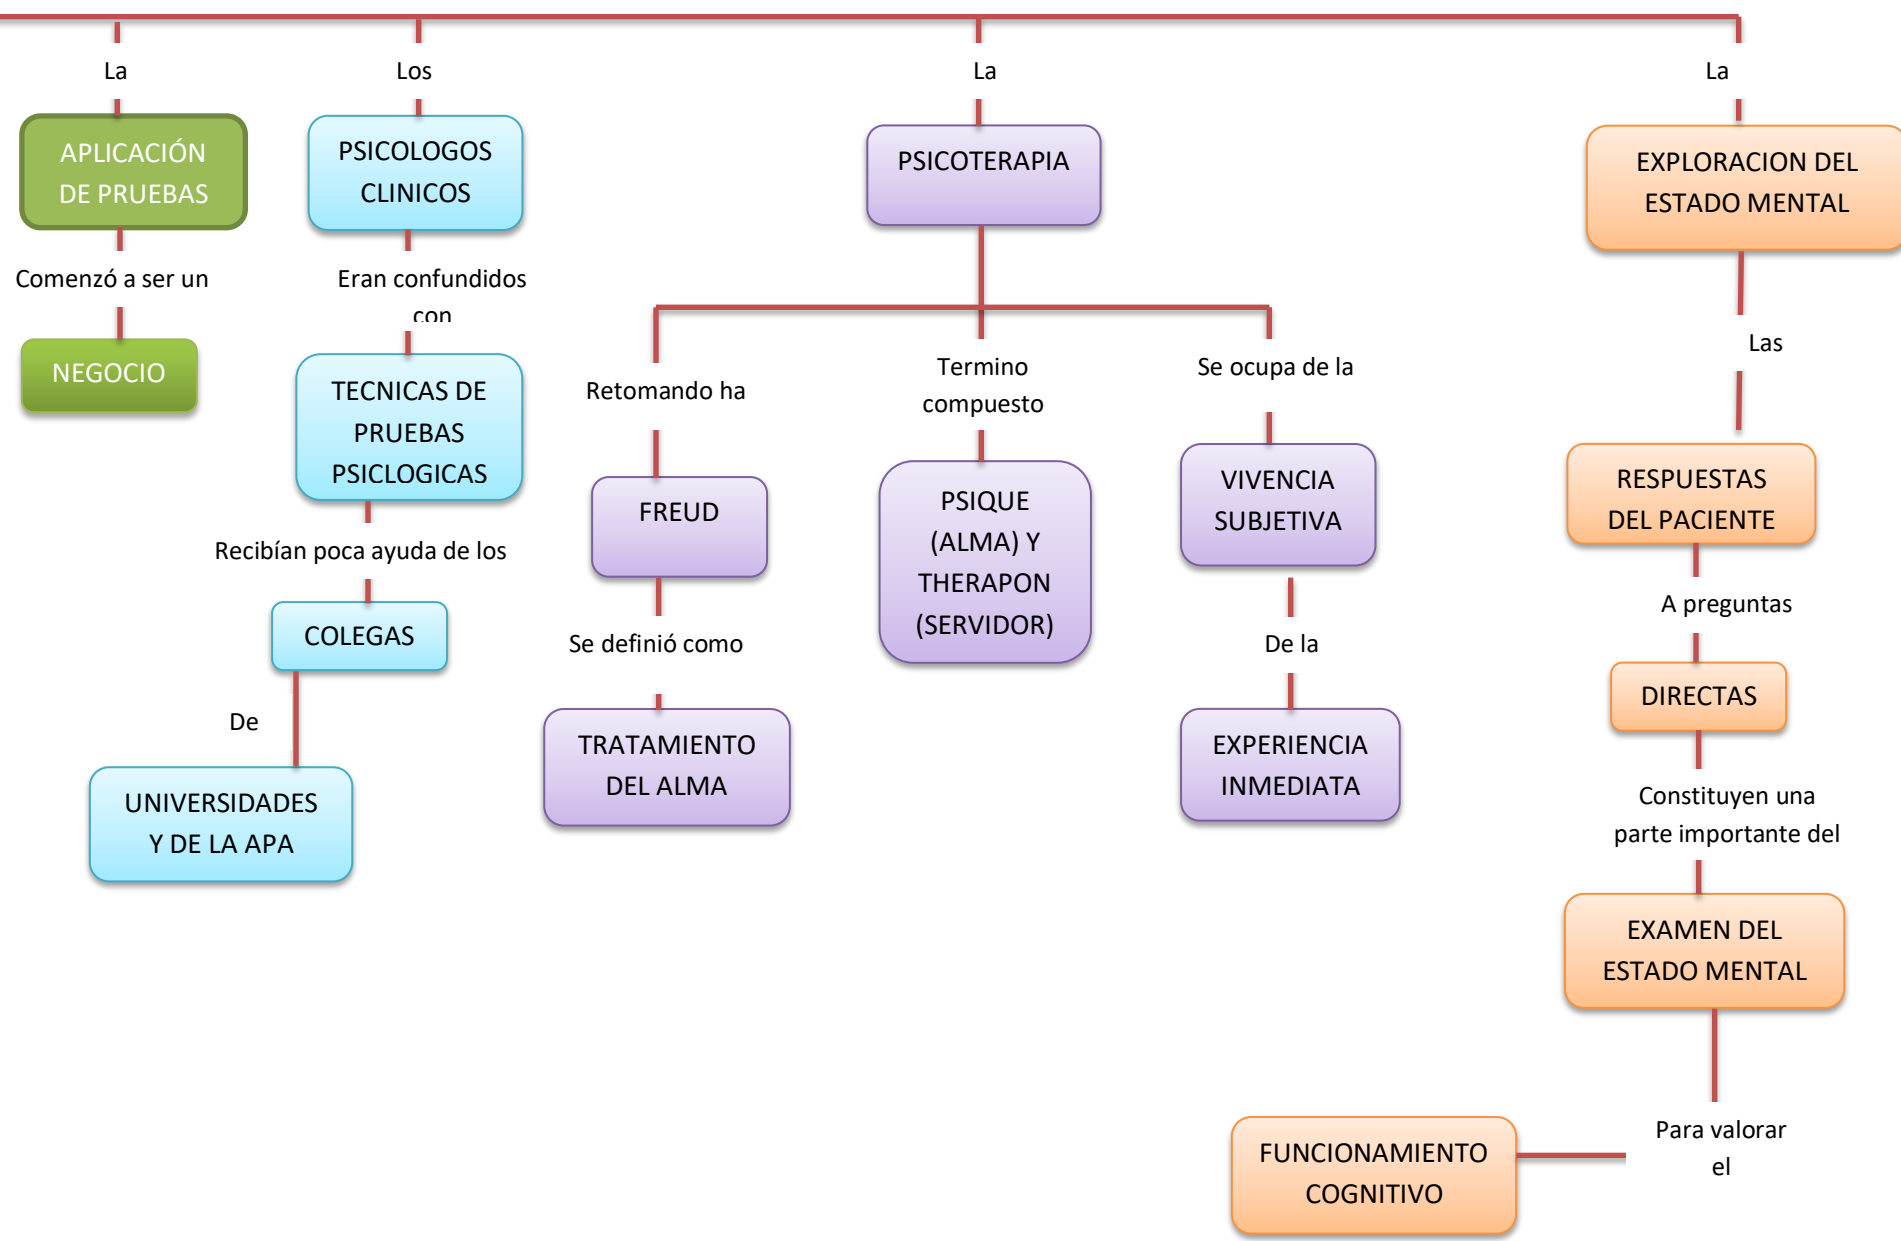 La
APLICACIÓN
DE PRUEBAS
Comenzó a ser un
NEGOCIO
Los
PSICOLOGOS
CLINICOS
Eran confundidos
con
TECNICAS DE
PRUEBAS
PSICLOGICAS
Recibían poca ayuda de los
COLEGAS
De
UNIVERSIDADES
Y DE LA APA
La
PSICOTERAPIA
Retomando ha
FREUD
Se definió como
TRATAMIENTO
DEL ALMA
Termino
compuesto
PSIQUE
(ALMA) Y
THERAPON
(SERVIDOR)
Se ocupa de la
VIVENCIA
SUBJETIVA
De la
EXPERIENCIA
INMEDIATA
La
EXPLORACION DEL
ESTADO MENTAL
Las
RESPUESTAS
DEL PACIENTE
A preguntas
DIRECTAS
Constituyen una
parte importante del
EXAMEN DEL
ESTADO MENTAL
Para valorar
el
FUNCIONAMIENTO
COGNITIVO